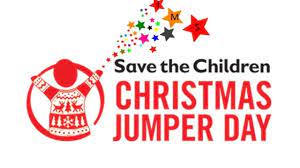 T M S
Save the Children
CHRISTMAS
JUMPER DAY